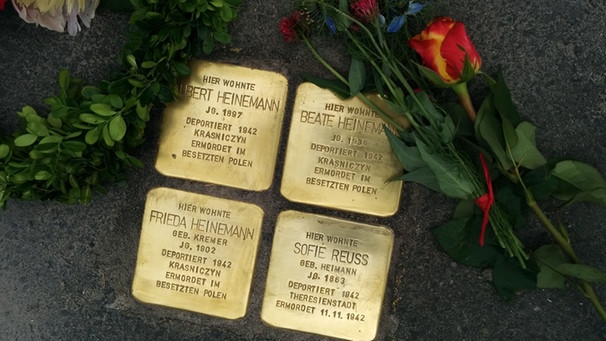 HIER WOHNTE
HEINEMANN
JG. 1897
DEPORTIERT 1942
KRASNICZYN
ERMORDET IM
BESETZTEN POLEN
HIER WOHNTE
BEATE HEINEMANN
JG.
DEPORTIERT 1942
KRASNICZYN
ERMORDET IM
BESETZTEN POLEN
HIER WOHNTE
FRIEDA HEINEMANN
GEB. KREMER
JG. 1902
DEPORTIERT 1942
KRASNICZYN
ERMORDET IM
BESETZTEN POLEN
HIER WOHNTE
SOFIE REUSS
GEB. HEIMANN
JG. 1863
DEPORTIERT 1942
THERESIENSTADT
ERMORDET 11.11.1942